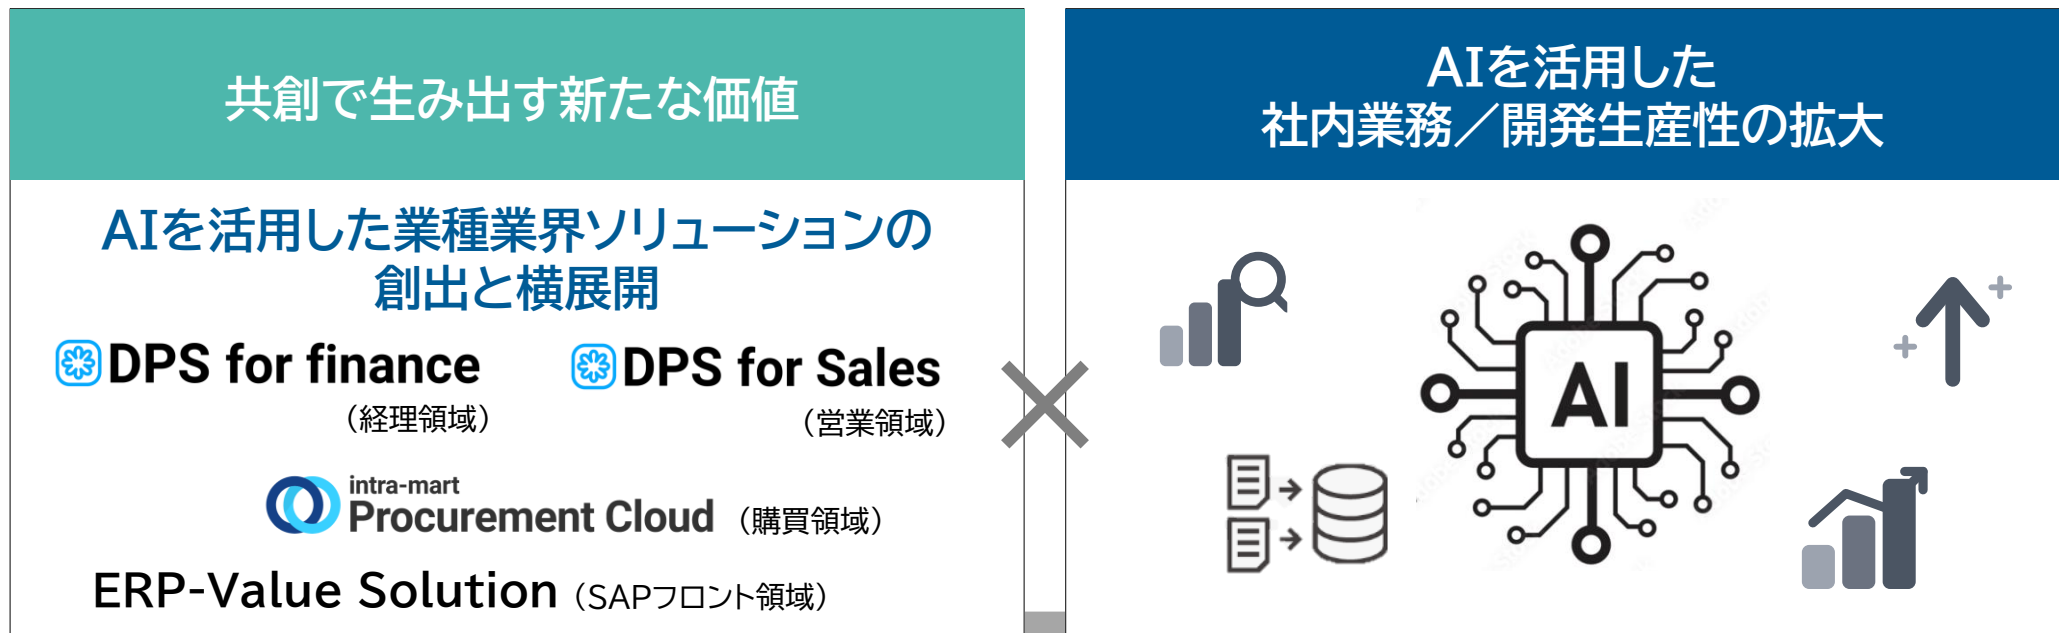 共創で生み出す新たな価値
AIを活用した業種業界ソリューションの
創出と横展開
DPS for finance
（経理領域）
DPS for Sales
（営業領域）
intra-mart
Procurement Cloud （購買領域）
ERP-Value Solution（SAPフロント領域）
AIを活用した
社内業務／開発生産性の拡大
AI